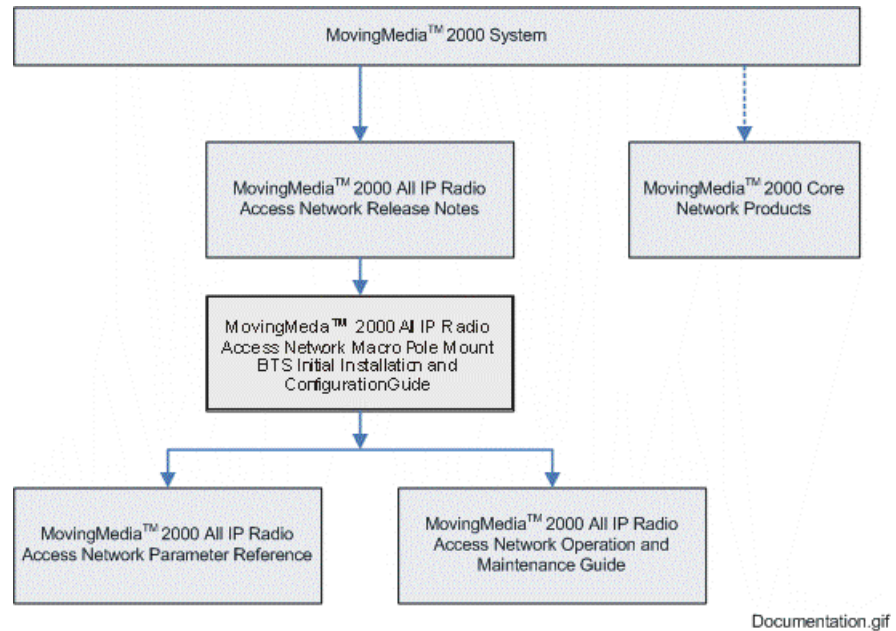 MovingMedia™ 2000 System
MovingMedia™ 2000 All IP Radio
Access Network Release Notes
MovingMedia™ 2000 Core
Network Products
MovingMeda™ 2000 All IP Radio
Access Network Macro Pole Mount
BTS Initial Installation and
ConfigurationGuide
MovingMedia™ 2000 All IP Radio
Access Network Parameter Reference
MovingMedia™ 2000 All IP Radio
Access Network Operation and
Maintenance Guide
Documentation.gif